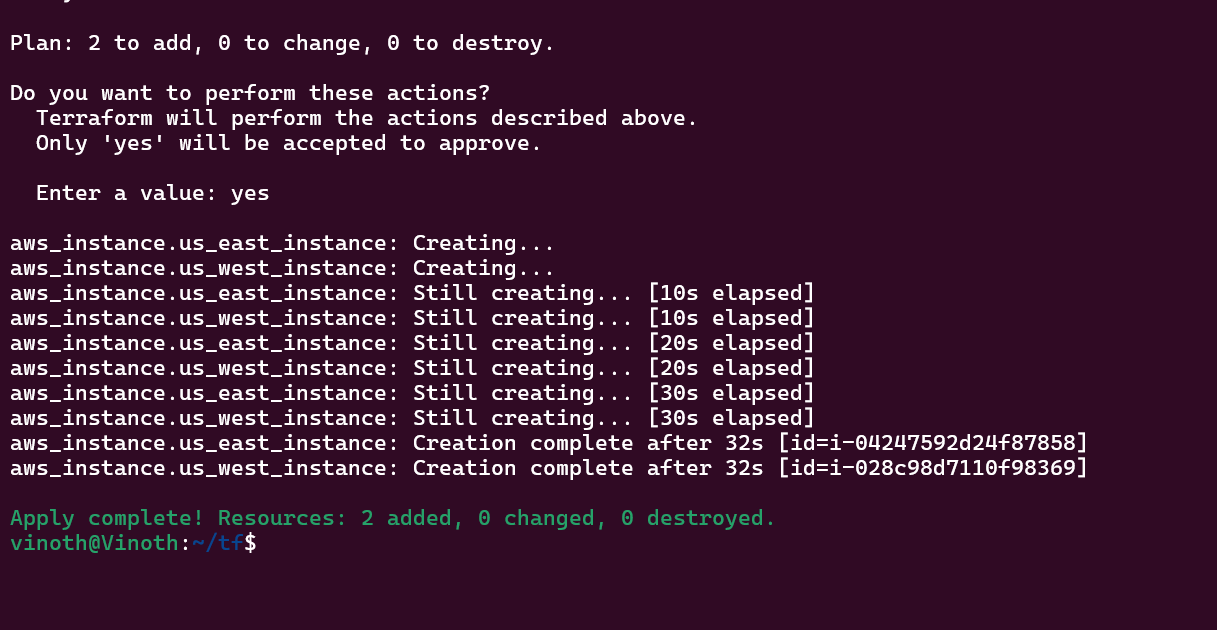 Plan: 2 to add, 0 to change, 0 to destroy.
Do you want to perform these actions?
Terraform will perform the actions described above.
Only 'yes' will be accepted to approve.
Enter a value: yes
aws_instance.us_east_instance: Creating...
aws_instance.us_west_instance: Creating...
aws_instance.us_east_instance: Still creating... [10s elapsed]
aws_instance.us_west_instance: Still creating... [10s elapsed]
aws_instance.us_east_instance: Still creating... [20s elapsed]
aws_instance.us_west_instance: Still creating... [20s elapsed]
aws_instance.us_east_instance: Still creating... [30s elapsed]
aws_instance.us_west_instance: Still creating... [30s elapsed]
aws_instance.us_east_instance: Creation complete after 32s [id=i-04247592d24f87858]
aws_instance.us_west_instance: Creation complete after 32s [id=i-028c98d7110f98369]
Apply complete! Resources: 2 added, 0 changed, 0 destroyed.
vinoth@Vinoth:~/tf$